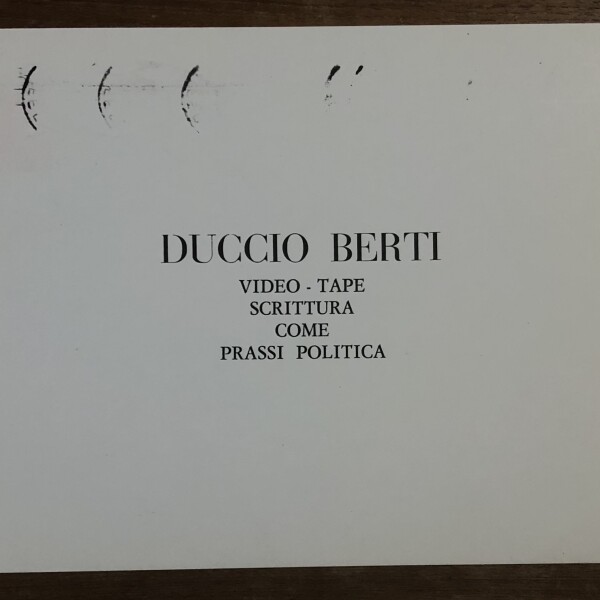 DUCCIO BERTI
VIDEO - TAPE
SCRITTURA
COME
PRASSI POLITICA